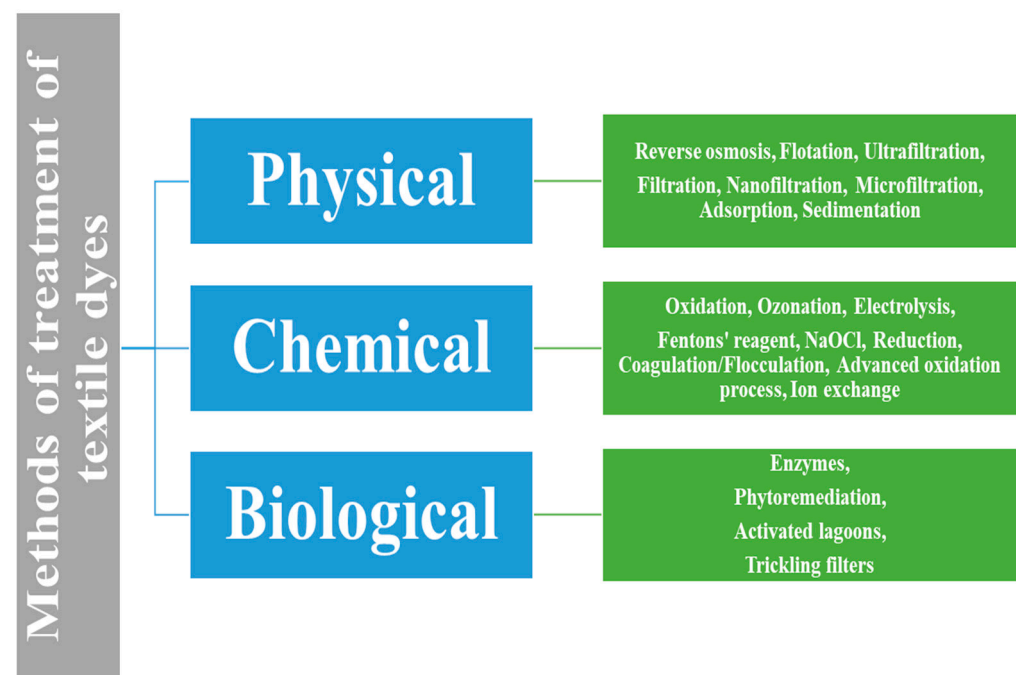 Methods of treatment of
textile dyes
Physical
Reverse osmosis, Flotation, Ultrafiltration,
Filtration, Nanofiltration, Microfiltration,
Adsorption, Sedimentation
Chemical
Oxidation, Ozonation, Electrolysis,
Fentons' reagent, NaOCl, Reduction,
Coagulation/Flocculation, Advanced oxidation
process, Ion exchange
Biological
Enzymes,
Phytoremediation,
Activated lagoons,
Trickling filters